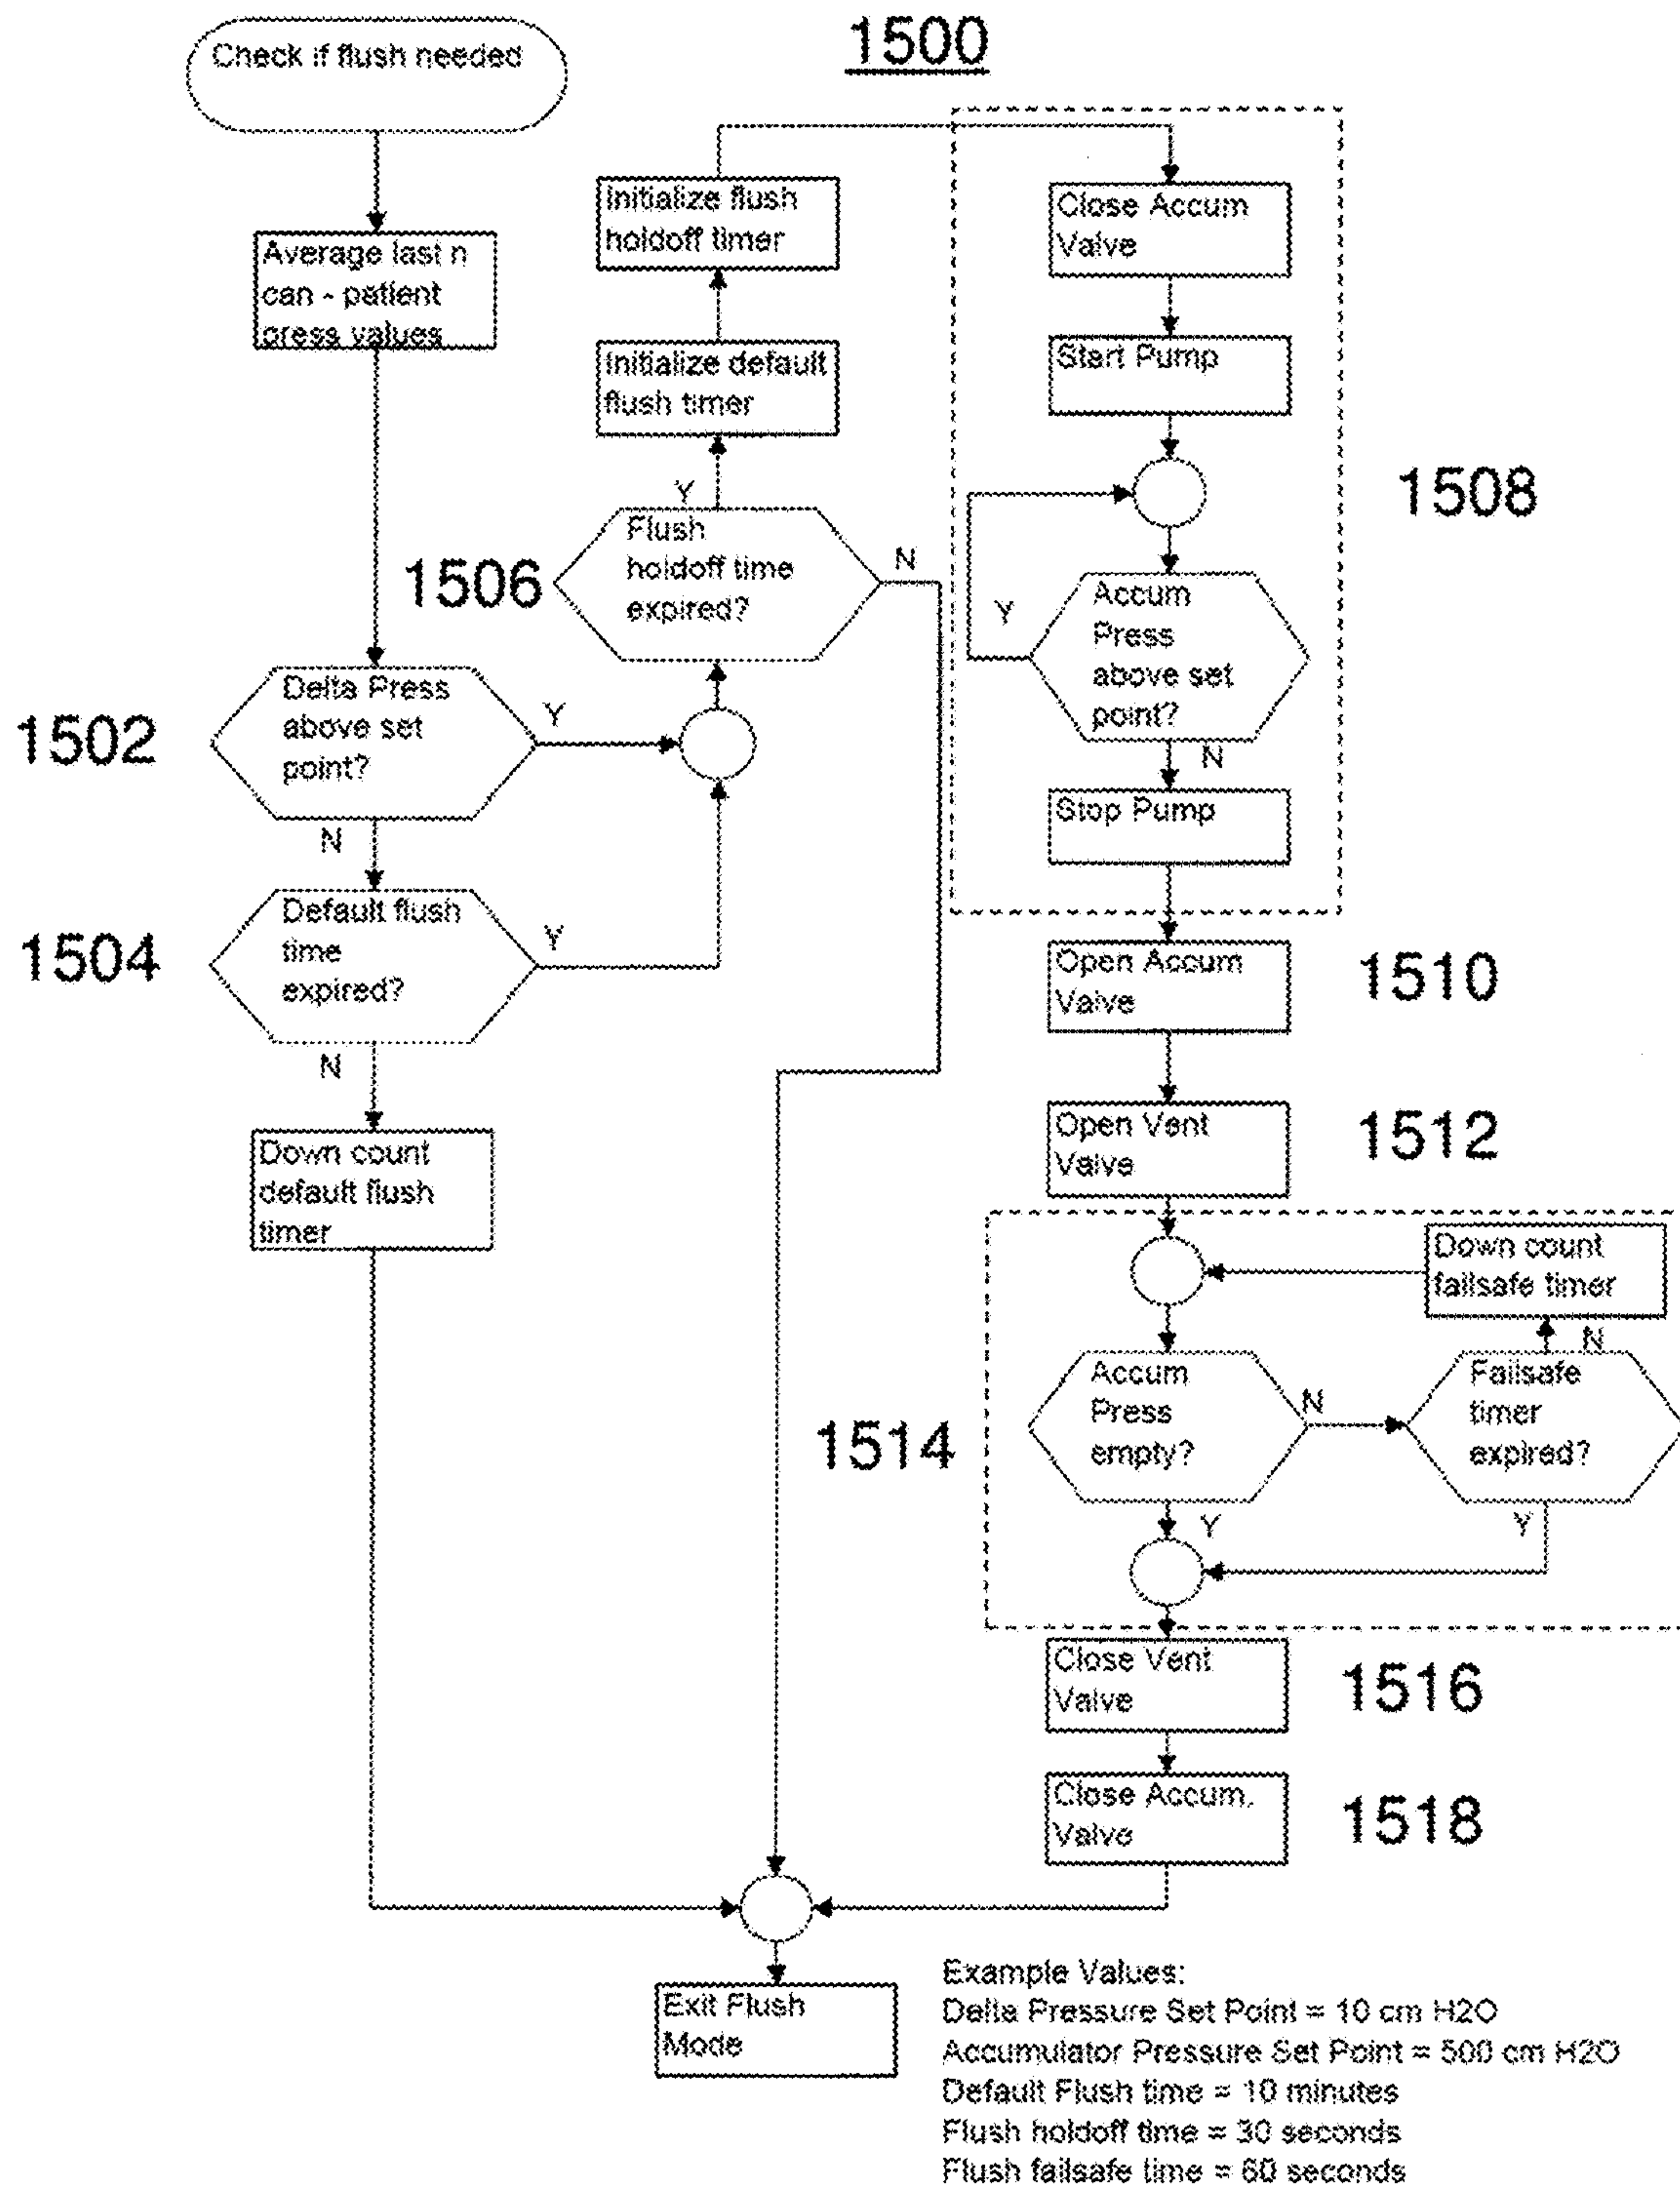 1500
Check if flush needed
Average last n
can - patient
press values
1502
Delta Press
above set
point?
Y
N
1504
Default flush
time
expired?
Y
N
Down count
default flush
timer
1506
Flush
holdoff time
expired?
Y
N
Initialize default
flush timer
Initialize flush
holdoff timer
1508
Close Accum
Valve
Start Pump
Accum
Press
above set
point?
Y
N
Stop Pump
Open Accum
Valve
1510
Open Vent
Valve
1512
1514
Accum
Press
empty?
N
Y
Failsafe
timer
expired?
N
Y
Down count
failsafe timer
Close Vent
Valve
1516
Close Accum.
Valve
1518
Exit Flush
Mode
Example Values:
Delta Pressure Set Point = 10 cm H2O
Accumulator Pressure Set Point = 500 cm H2O
Default Flush time = 10 minutes
Flush holdoff time = 30 seconds
Flush failsafe time = 60 seconds